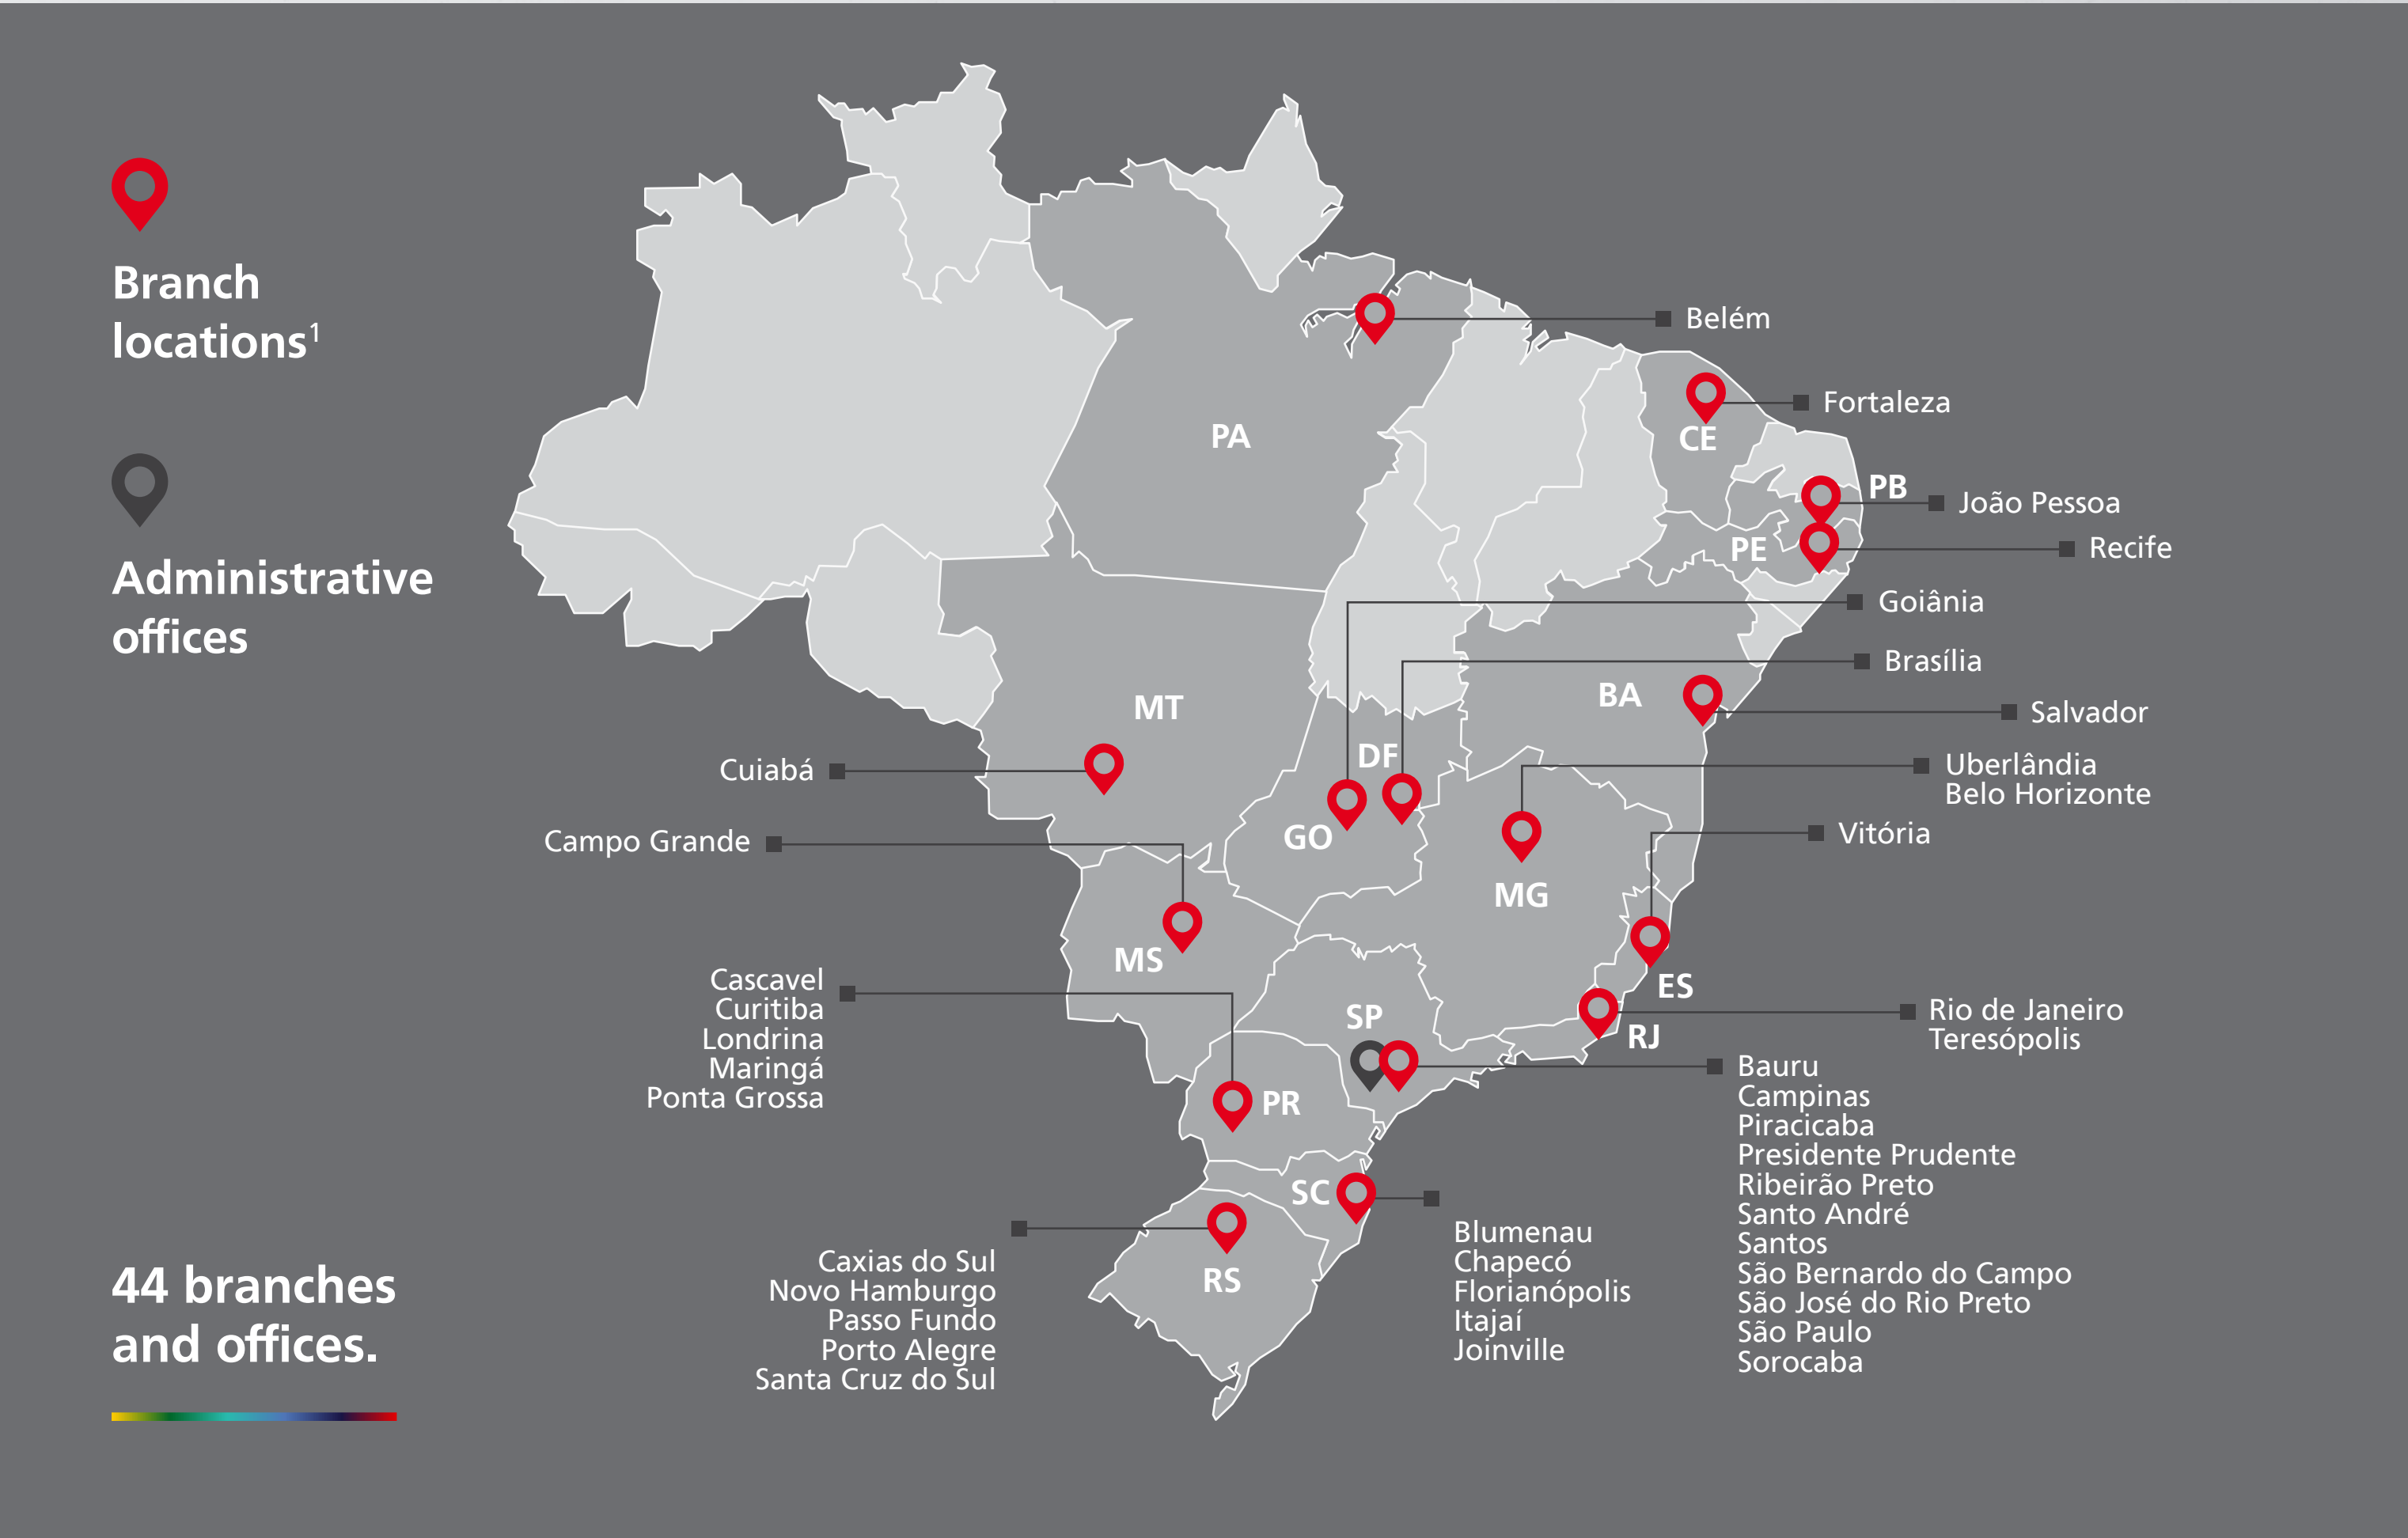 Branch
locations1
Administrative
offices
44 branches
and offices.
Belém
Fortaleza
João Pessoa
Recife
Goiânia
Brasília
Salvador
Uberlândia
Belo Horizonte
Vitória
Rio de Janeiro
Teresópolis
Bauru
Campinas
Piracicaba
Presidente Prudente
Ribeirão Preto
Santo André
Santos
São Bernardo do Campo
São José do Rio Preto
São Paulo
Sorocaba
Blumenau
Chapecó
Florianópolis
Itajaí
Joinville
Caxias do Sul
Novo Hamburgo
Passo Fundo
Porto Alegre
Santa Cruz do Sul
Cascavel
Curitiba
Londrina
Maringá
Ponta Grossa
Campo Grande
Cuiabá
PA
CE
PB
PE
BA
MT
DF
GO
MG
MS
ES
SP
RJ
PR
SC
RS